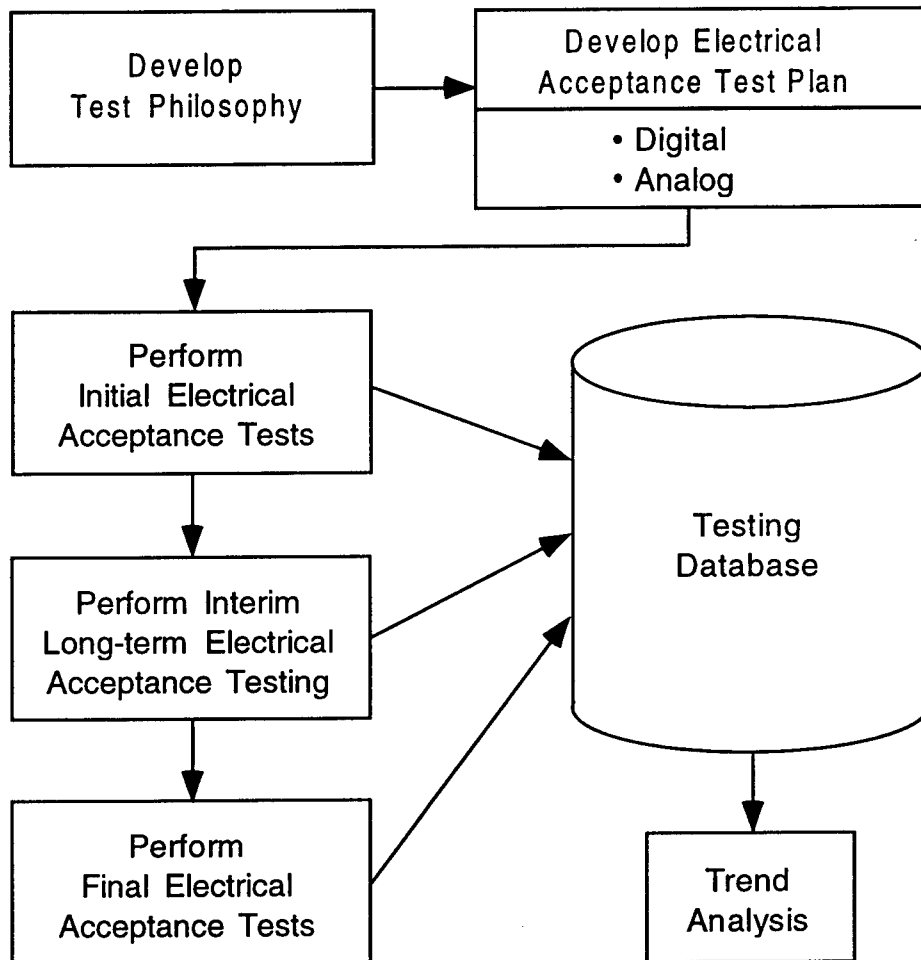 Develop
Test Philosophy
Develop Electrical
Acceptance Test Plan
• Digital
• Analog
Perform
Initial Electrical
Acceptance Tests
Perform Interim
Long-term Electrical
Acceptance Testing
Perform
Final Electrical
Acceptance Tests
Testing
Database
Trend
Analysis